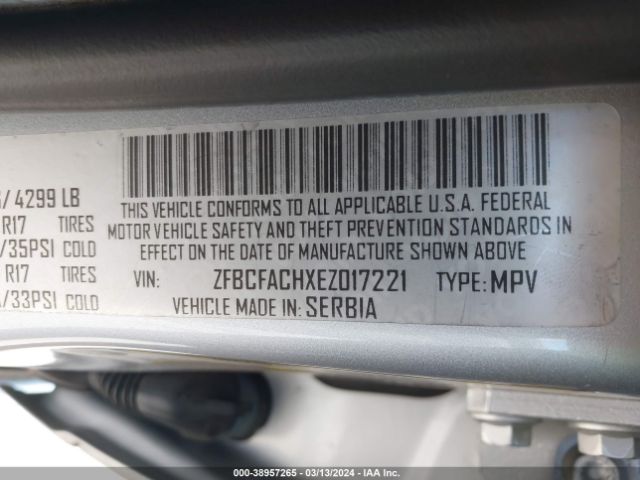 / 4299 LB
R17 TIRES
/35PSI COLD
R17 TIRES
/33PSI COLD
THIS VEHICLE CONFORMS TO ALL APPLICABLE U.S.A. FEDERAL
MOTOR VEHICLE SAFETY AND THEFT PREVENTION STANDARDS IN
EFFECT ON THE DATE OF MANUFACTURE SHOWN ABOVE
VIN: ZFBCFACHXEZ017221 TYPE: MPV
VEHICLE MADE IN: SERBIA
000-38957265 - 03/13/2024 - IAA Inc.